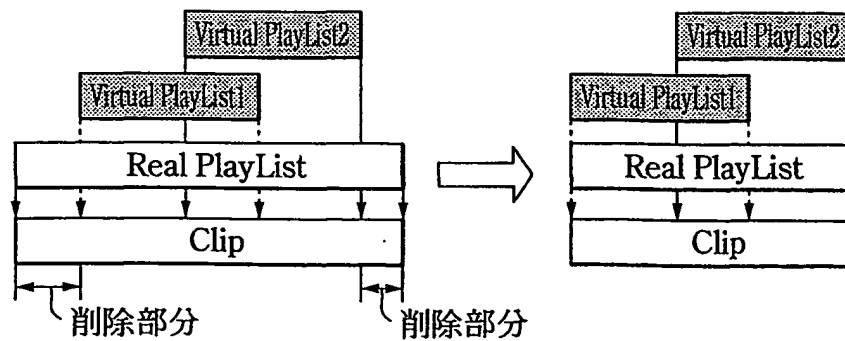 Virtual PlayList2
Virtual PlayList1
Real PlayList
Clip
削除部分
削除部分
Virtual PlayList2
Virtual PlayList1
Real PlayList
Clip